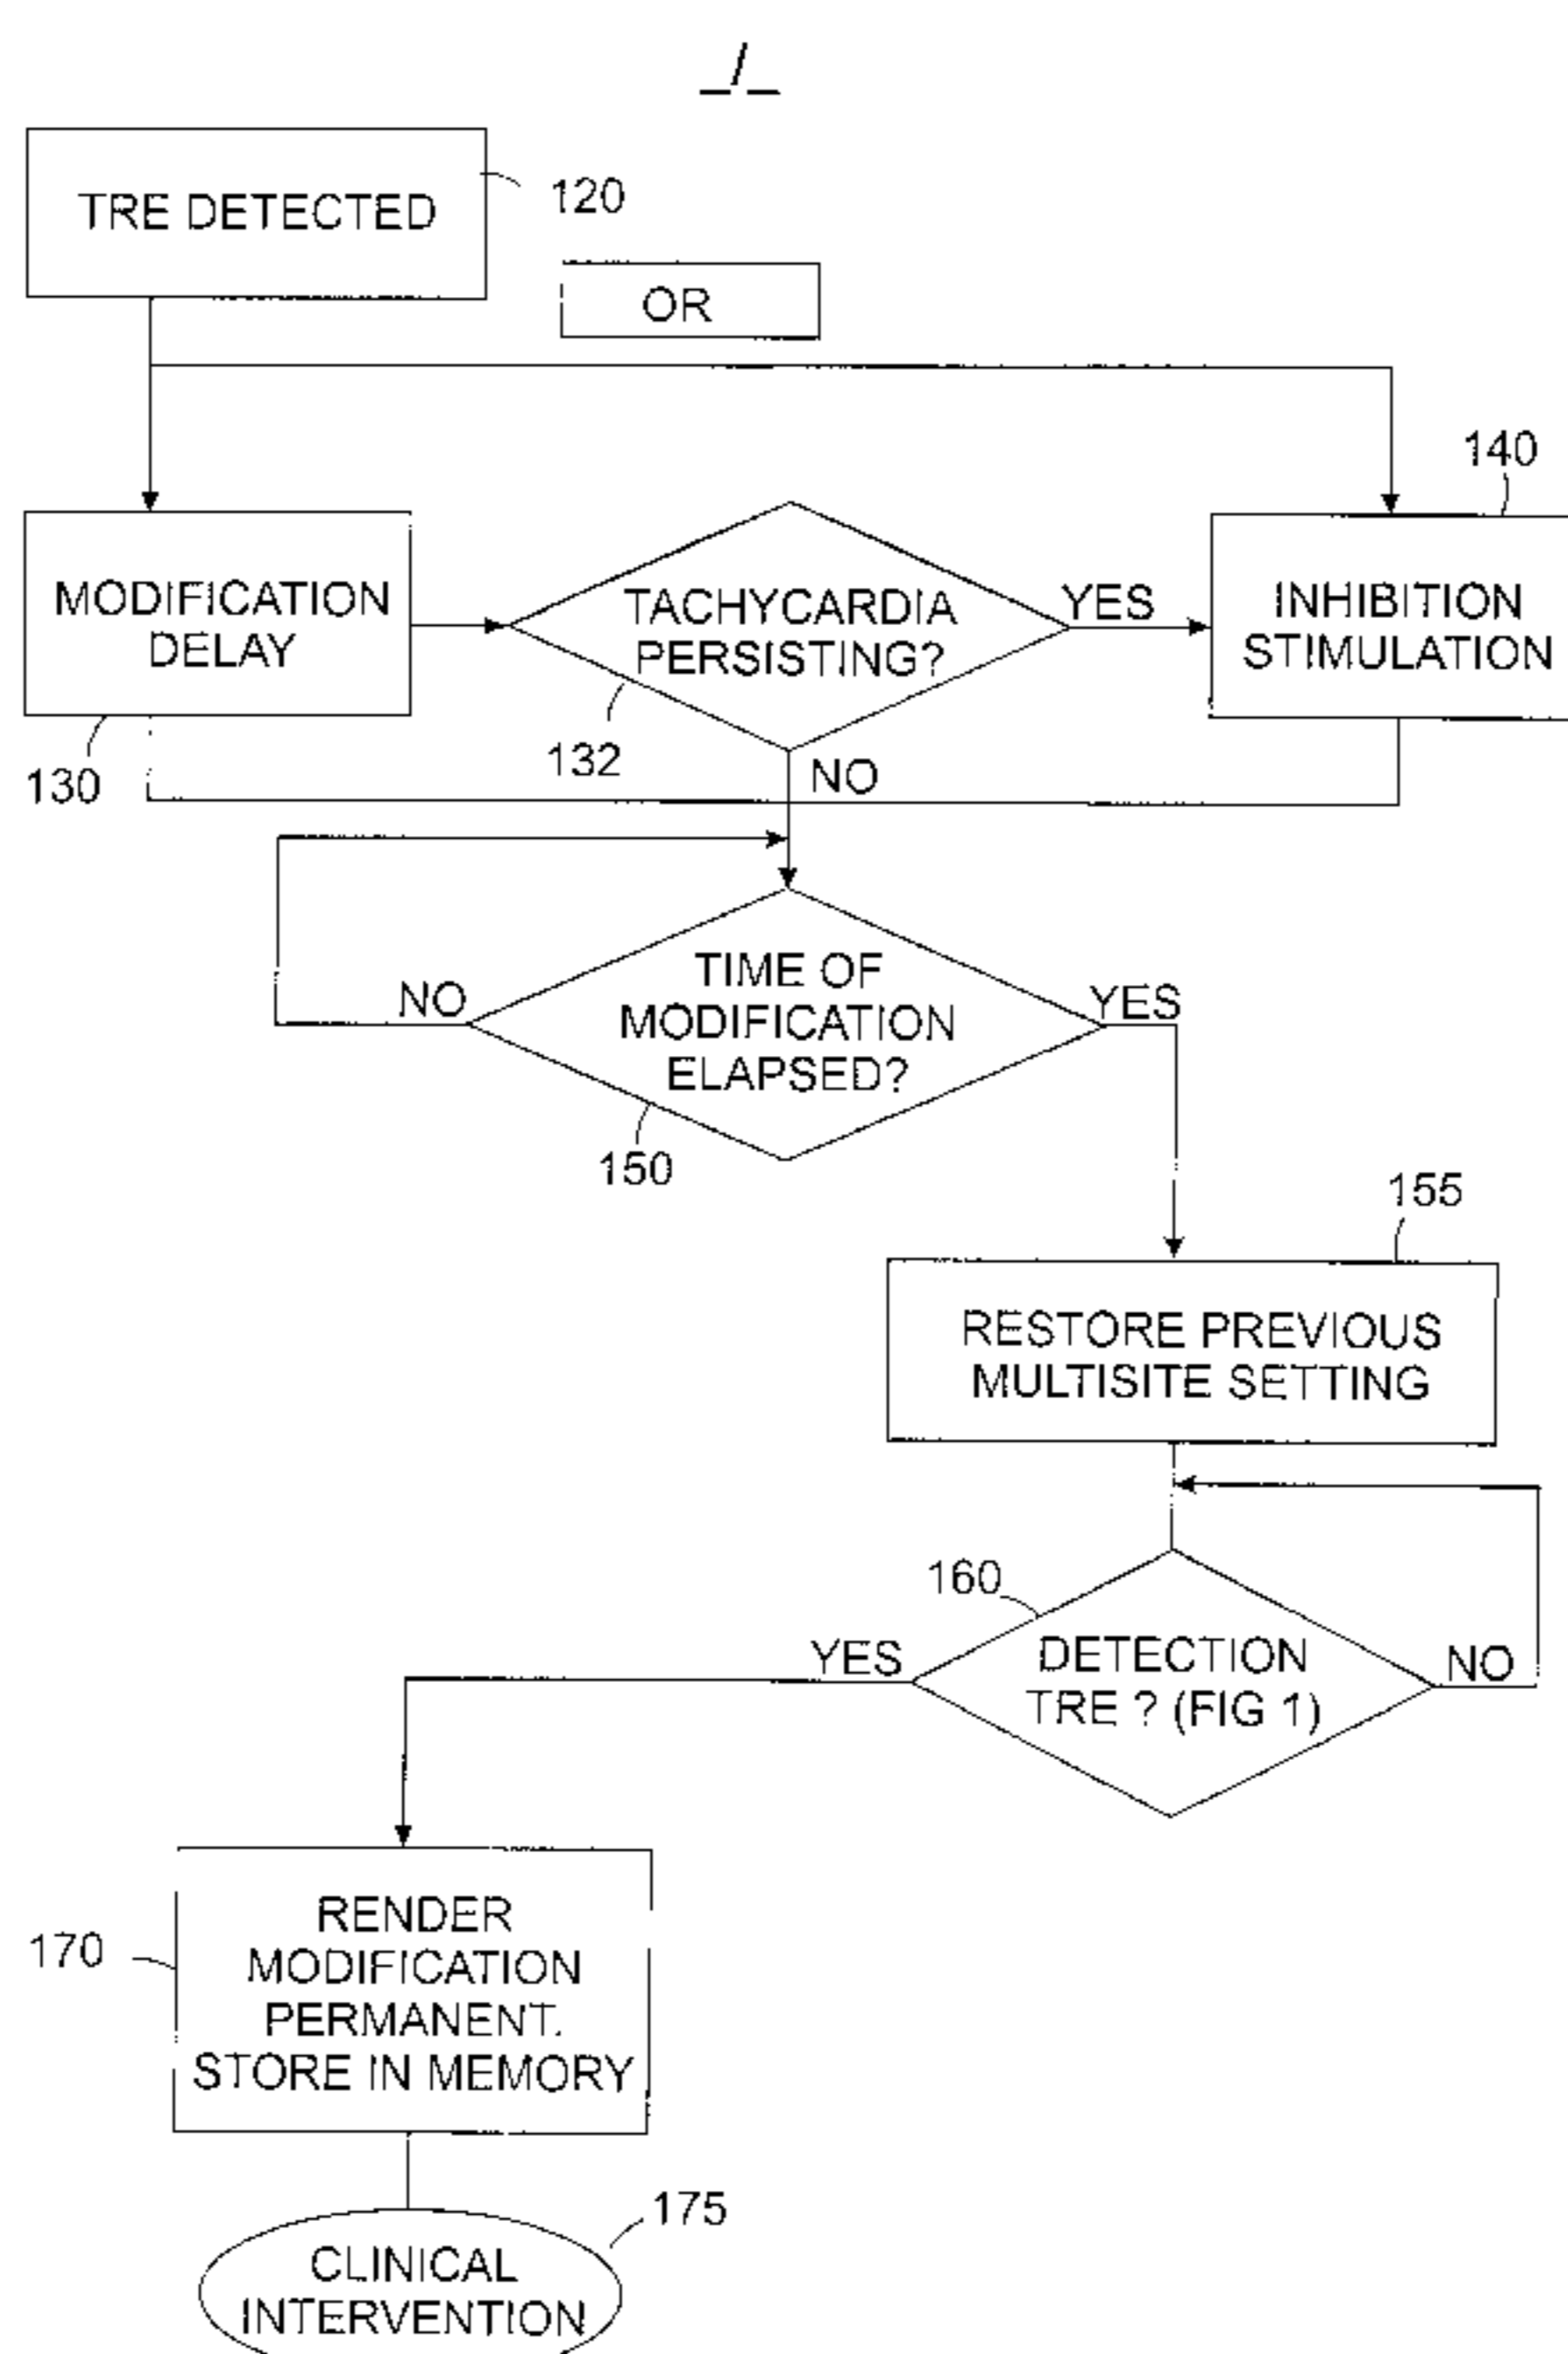 _/_
TRE DETECTED
120
OR
140
MODIFICATION
DELAY
TACHYCARDIA
PERSISTING?
YES
INHIBITION
STIMULATION
130
132
NO
NO
TIME OF
MODIFICATION
ELAPSED?
YES
150
155
RESTORE PREVIOUS
MULTISITE SETTING
160
YES
DETECTION
TRE ? (FIG 1)
NO
170
RENDER
MODIFICATION
PERMANENT.
STORE IN MEMORY
175
CLINICAL
INTERVENTION